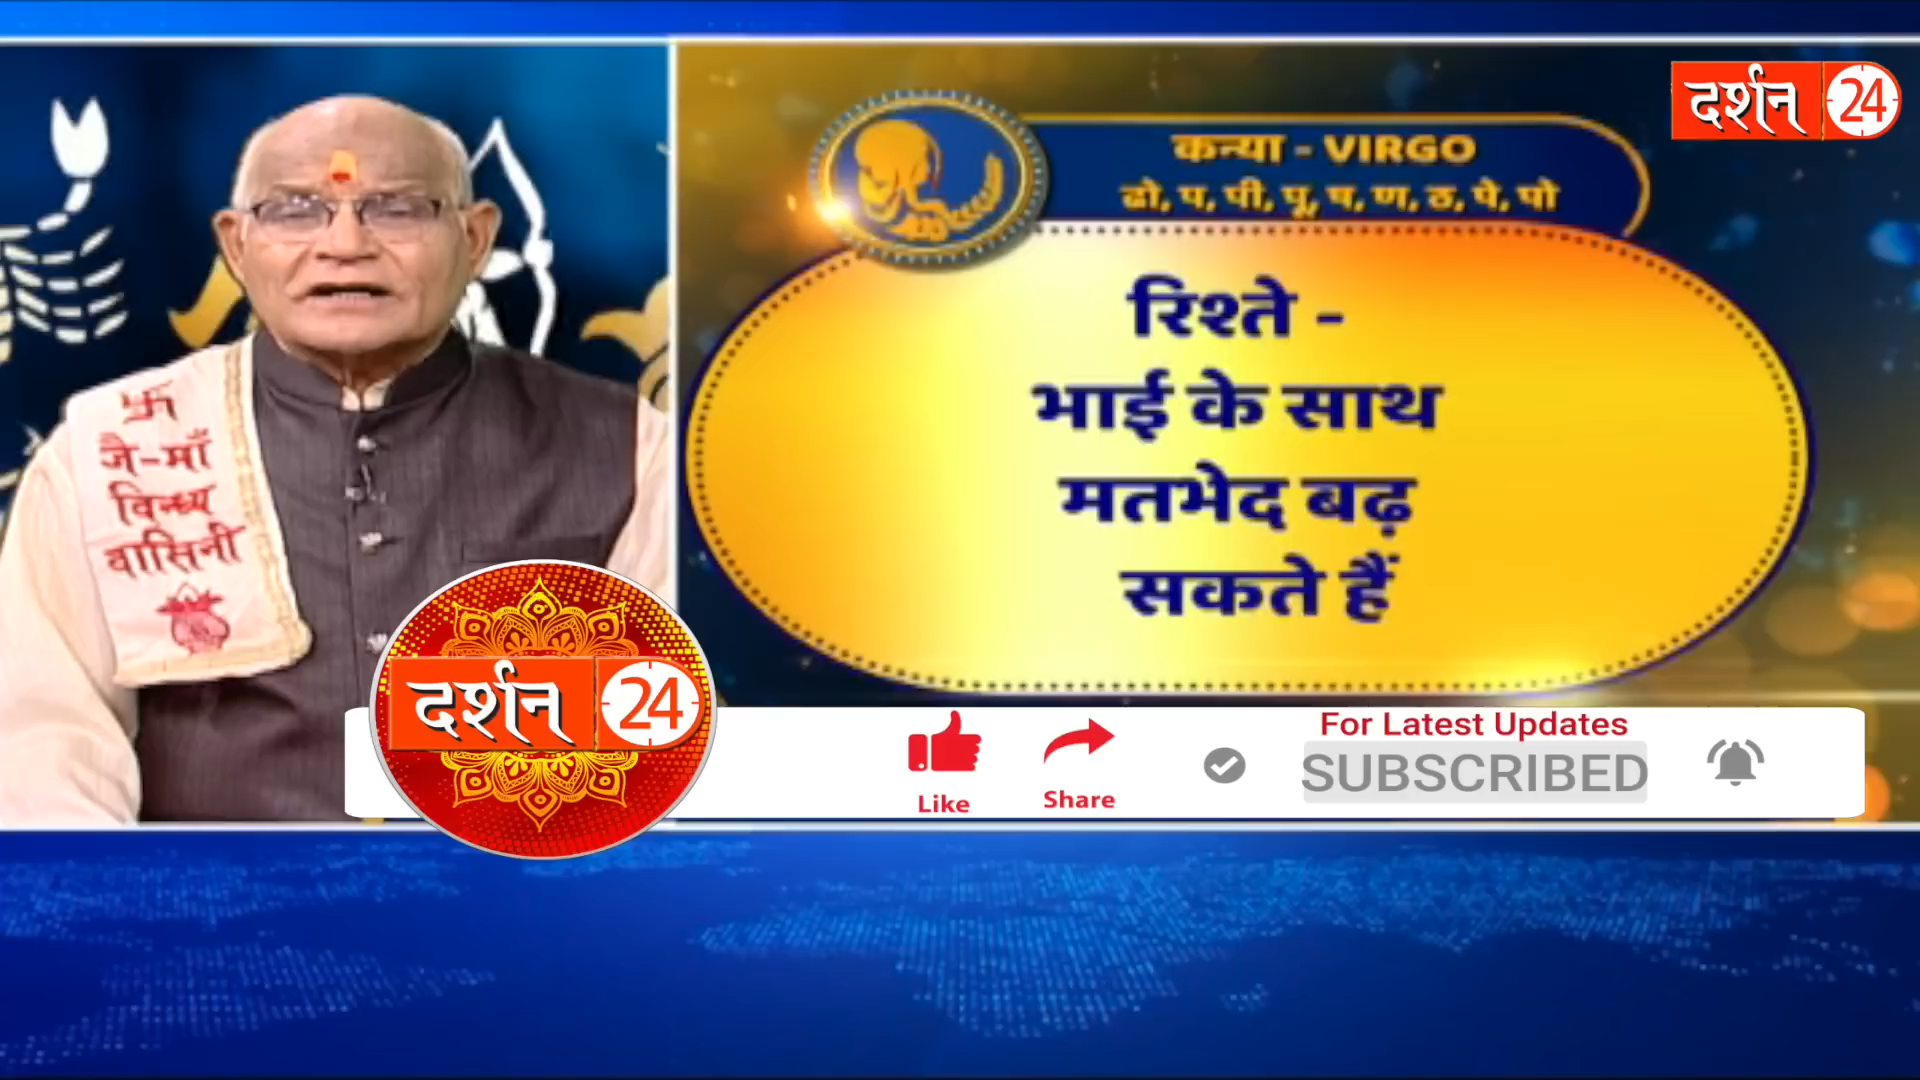 दर्शन 24
कन्या - VIRGO
ढो, प, पी, पू, ष, ण, ठ, पे, पो
रिश्ते -
भाई के साथ
मतभेद बढ़
सकते हैं
जै-माँ
विन्ध्य
वासिनी
दर्शन 24
Like
Share
For Latest Updates
SUBSCRIBED